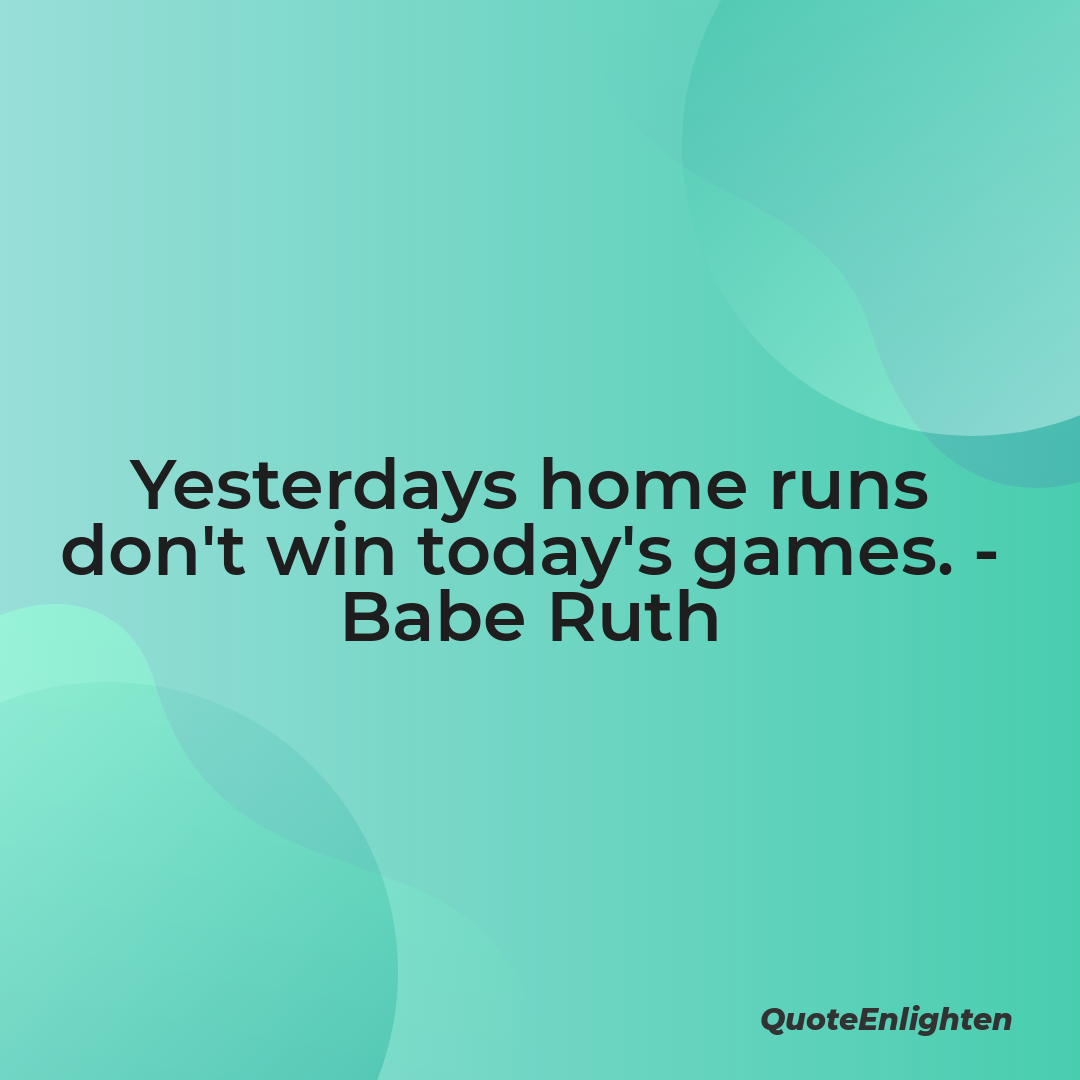 Yesterdays home runs
don't win today's games. -
Babe Ruth
QuoteEnlighten